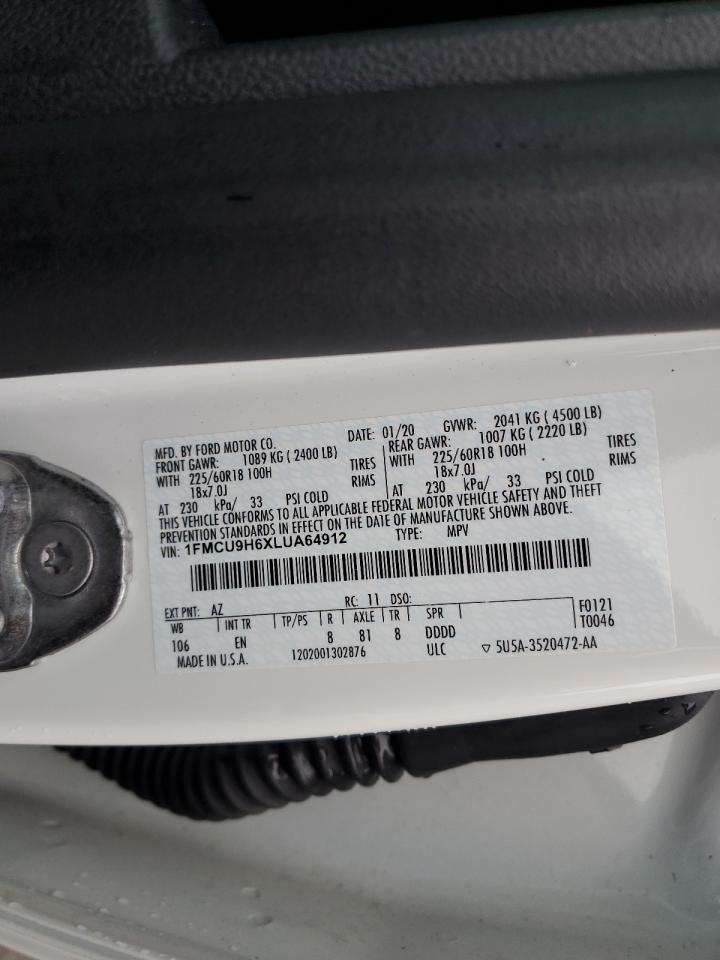 MFD. BY FORD MOTOR CO. DATE: 01/20 GVWR: 2041 KG ( 4500 LB)
FRONT GAWR: 1089 KG ( 2400 LB) REAR GAWR: 1007 KG ( 2220 LB)
WITH 225/60R18 100H TIRES WITH 225/60R18 100H TIRES
18x7.0J RIMS 18x7.0J RIMS
AT 230 kPa/ 33 PSI COLD AT 230 kPa/ 33 PSI COLD
THIS VEHICLE CONFORMS TO ALL APPLICABLE FEDERAL MOTOR VEHICLE SAFETY AND THEFT
PREVENTION STANDARDS IN EFFECT ON THE DATE OF MANUFACTURE SHOWN ABOVE.
VIN: 1FMCU9H6XLUA64912 TYPE: MPV
EXT PNT: AZ RC: 11 DSO: F0121
WB INT TR TP/PS R AXLE TR SPR T0046
106 EN 8 81 8 DDDD
MADE IN U.S.A. 1202001302876 ULC ▽ 5U5A-3520472-AA